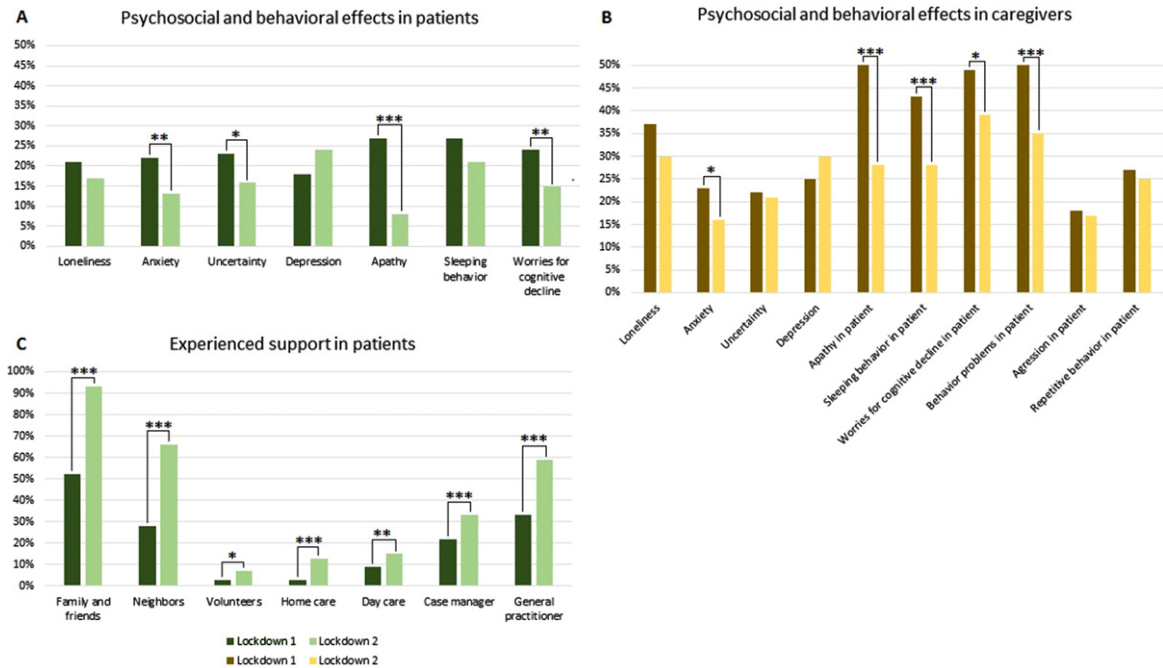 A Psychosocial and behavioral effects in patients
50%
45%
40%
35%
30%
25%
20%
15%
10%
5%
0%
** * *** **
Loneliness Anxiety Uncertainty Depression Apathy Sleeping behavior Worries for cognitive decline
B Psychosocial and behavioral effects in caregivers
50%
45%
40%
35%
30%
25%
20%
15%
10%
5%
0%
* *** *** * ***
Loneliness
Anxiety
Uncertainty
Depression
Apathy in patient
Sleeping behavior in patient
Worries for cognitive decline in patient
Behavior problems in patient
Agression in patient
Repetitive behavior in patient
C Experienced support in patients
100%
90%
80%
70%
60%
50%
40%
30%
20%
10%
0%
*** *** * *** ** *** ***
Family and friends Neighbors Volunteers Home care Day care Case manager General practitioner
Lockdown 1 Lockdown 2
Lockdown 1 Lockdown 2